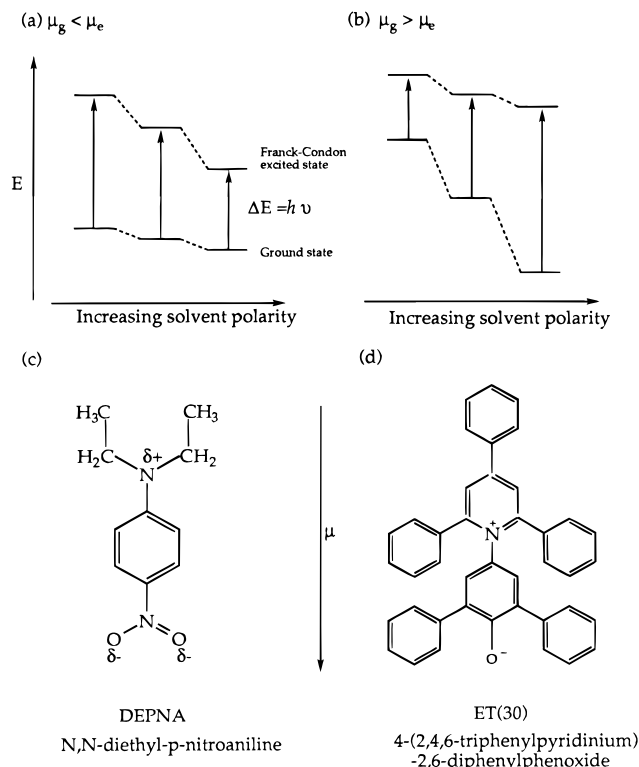 (a) μg < μe
(b) μg > μe
E
Franck-Condon
excited state
ΔE = h υ
Ground state
Increasing solvent polarity
Increasing solvent polarity
(c)
(d)
H3C
CH3
H2C
δ+
CH2
N
N
O
O
δ-
δ-
μ
N+
O−
DEPNA
N,N-diethyl-p-nitroaniline
ET(30)
4-(2,4,6-triphenylpyridinium)
-2.6-diphenylphenoxide